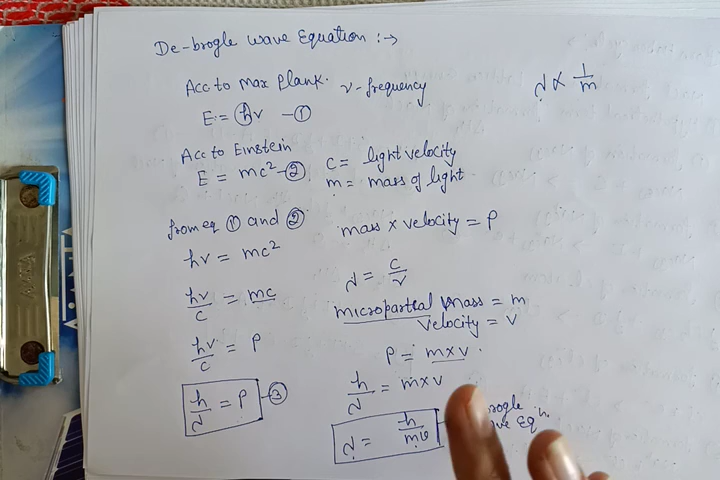 De-brogle wave Equation :→
Acc to Max Plank. ν - frequency
E = hν —①
λ ∝ 1/m
Acc to Einstein
E = mc² —② c = light velocity
m = mass of light.
from eq ① and ②
mass x velocity = P
hν = mc²
λ = c/ν
hν/c = mc
micropartial mass = m
velocity = v
hν/c = P
P = m x v.
h/λ = P —③
h/λ = m x v
λ = h/mv
Eqⁿ.